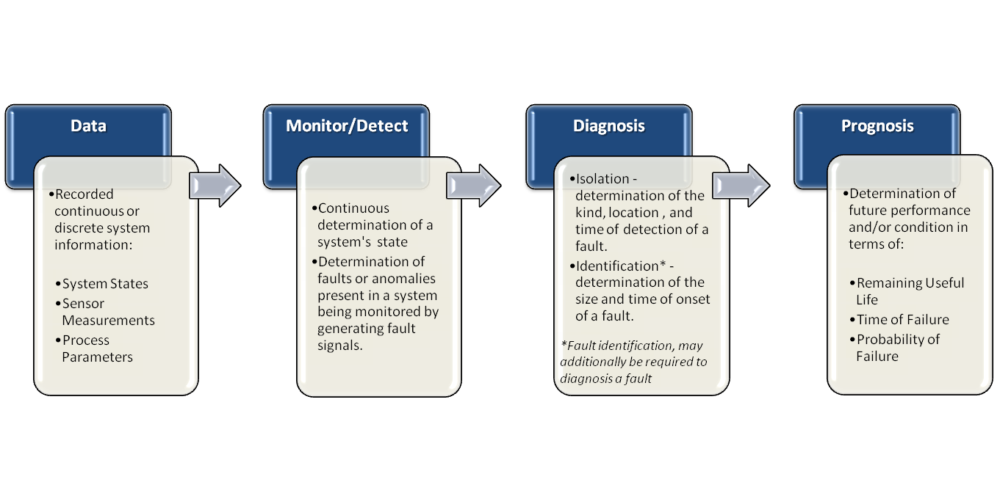 Data
•Recorded
continuous or
discrete system
information:
•System States
•Sensor
Measurements
•Process
Parameters
Monitor/Detect
•Continuous
determination of a
system's state
•Determination of
faults or anomalies
present in a system
being monitored by
generating fault
signals.
Diagnosis
•Isolation -
determination of the
kind, location , and
time of detection of a
fault.
•Identification* -
determination of the
size and time of onset
of a fault.
*Fault identification, may
additionally be required to
diagnosis a fault
Prognosis
•Determination of
future performance
and/or condition in
terms of:
•Remaining Useful
Life
•Time of Failure
•Probability of
Failure